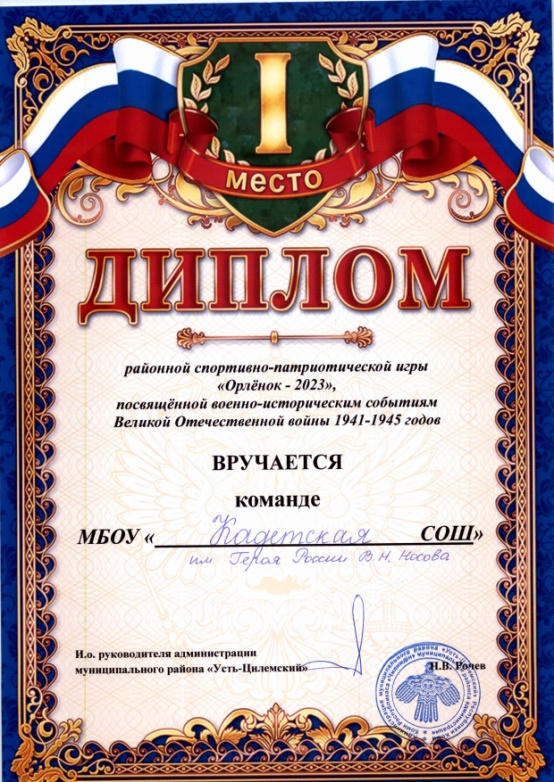 I
МЕСТО
ДИПЛОМ
районной спортивно-патриотической игры
«Орлёнок - 2023»,
посвящённой военно-историческим событиям
Великой Отечественной войны 1941-1945 годов
ВРУЧАЕТСЯ
команде
МБОУ « Кадетская СОШ»
им. Героя России В.Н. Носова
И.о. руководителя администрации
муниципального района «Усть-Цилемский»
Н.В. Рочев